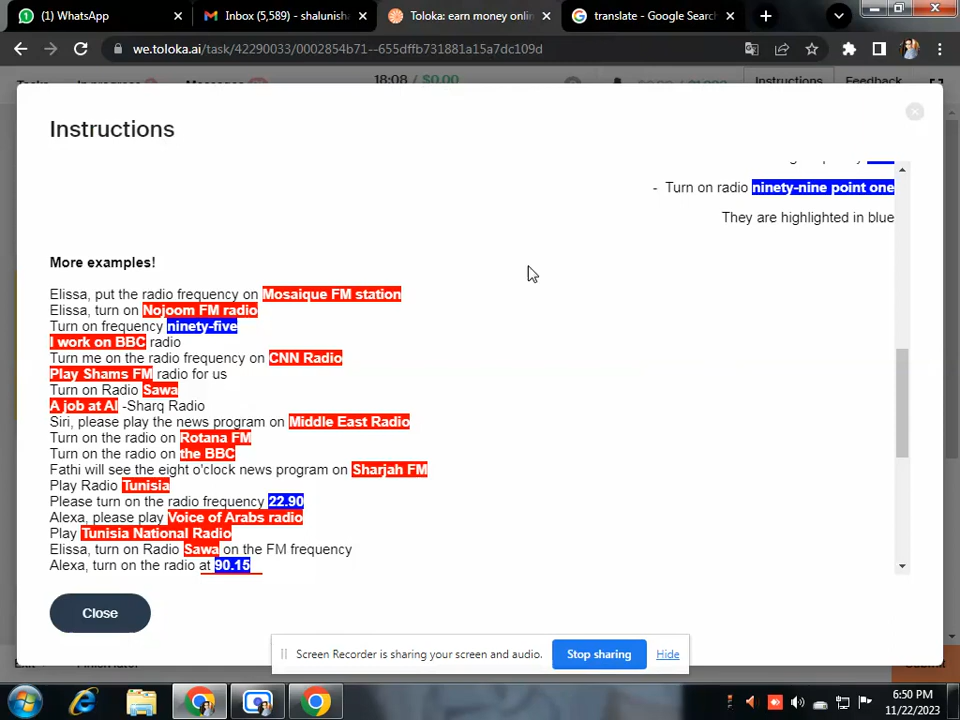 (1) WhatsApp
Inbox (5,589) - shalunisha
Toloka: earn money onlin
translate - Google Search
we.toloka.ai/task/42290033/0002854b71--655dffb731881a15a7dc109d
18:08 / $0.00
Instructions
Feedback
Instructions
- Turn on radio ninety-nine point one
They are highlighted in blue
More examples!
Elissa, put the radio frequency on Mosaique FM station
Elissa, turn on Nojoom FM radio
Turn on frequency ninety-five
I work on BBC radio
Turn me on the radio frequency on CNN Radio
Play Shams FM radio for us
Turn on Radio Sawa
A job at Al -Sharq Radio
Siri, please play the news program on Middle East Radio
Turn on the radio on Rotana FM
Turn on the radio on the BBC
Fathi will see the eight o'clock news program on Sharjah FM
Play Radio Tunisia
Please turn on the radio frequency 22.90
Alexa, please play Voice of Arabs radio
Play Tunisia National Radio
Elissa, turn on Radio Sawa on the FM frequency
Alexa, turn on the radio at 90.15
Close
Screen Recorder is sharing your screen and audio.
Stop sharing
Hide
6:50 PM
11/22/2023